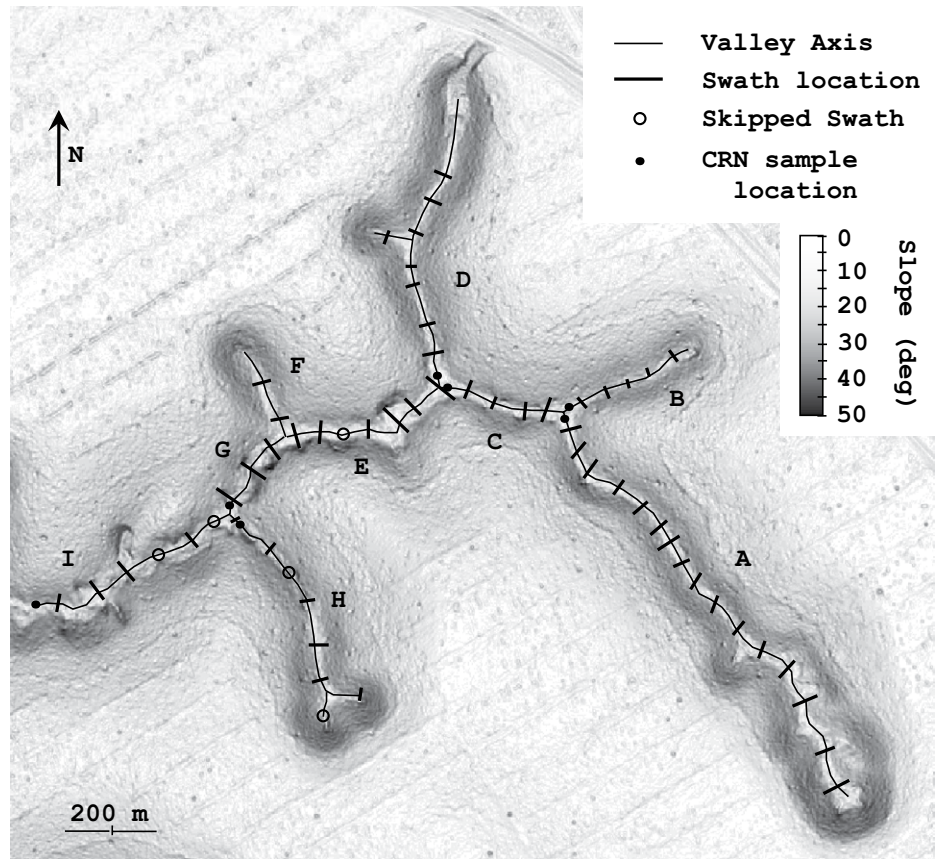 Valley Axis
Swath location
Skipped Swath
CRN sample
location
N
0
10
20
30
40
50
Slope (deg)
D
F
B
C
G
E
A
I
H
200 m